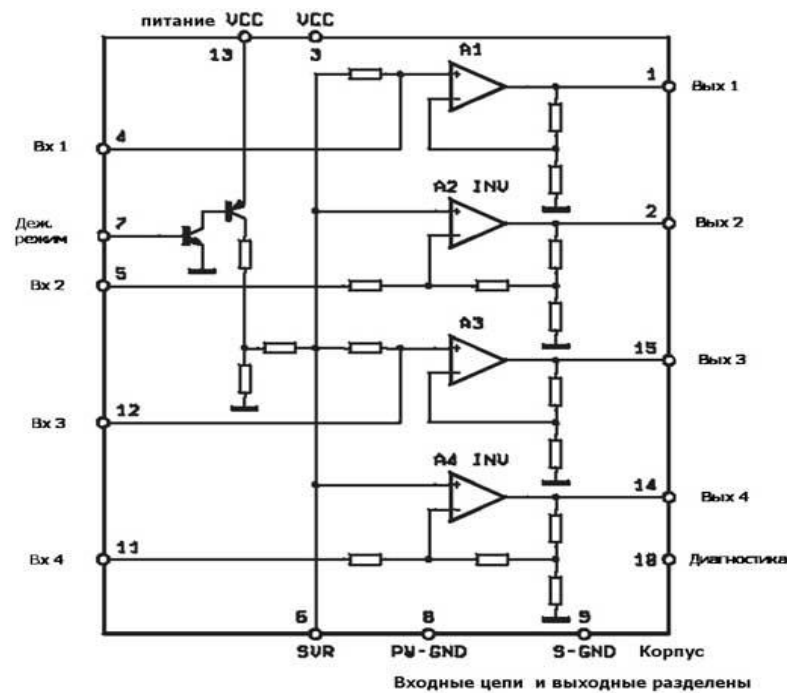 питание VCC VCC
13 3
A1
1 Вых 1
4
Вх 1
A2 INV
Деж. режим
7
2 Вых 2
5
Вх 2
A3
15 Вых 3
12
Вх 3
A4 INV
14 Вых 4
11
Вх 4
10 Диагностика
6 8 9
SVR PW-GND S-GND Корпус
Входные цепи и выходные разделены